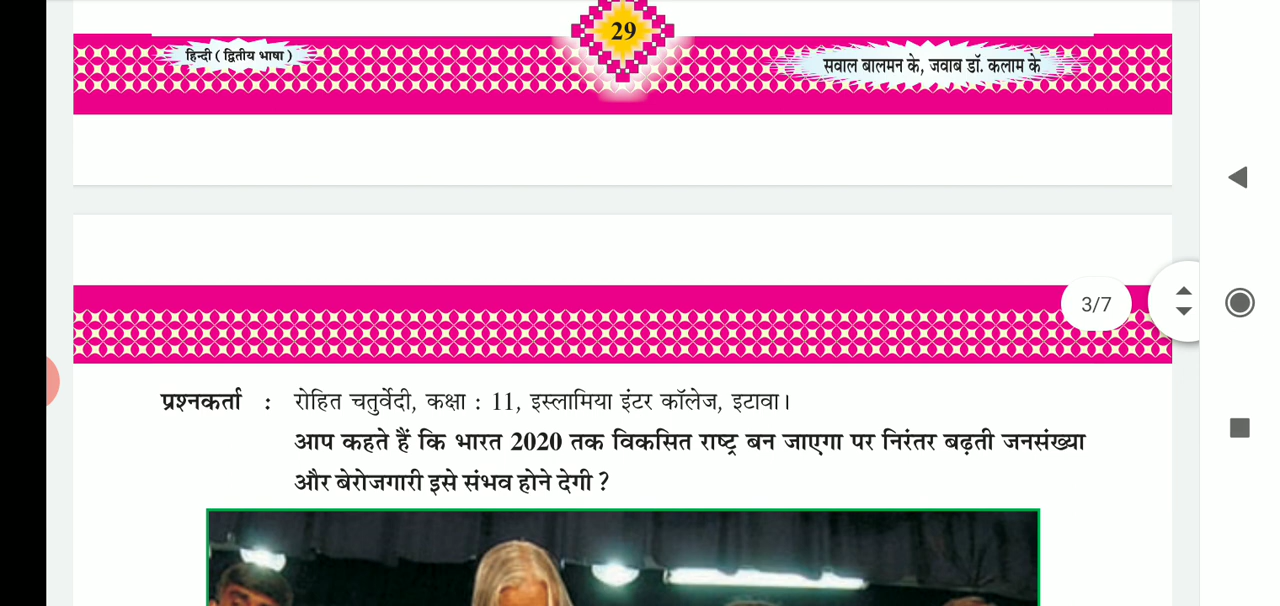 29
हिन्दी ( द्वितीय भाषा )
सवाल बालमन के, जवाब डॉ. कलाम के
3/7
प्रश्नकर्ता : रोहित चतुर्वेदी, कक्षा : 11, इस्लामिया इंटर कॉलेज, इटावा।
आप कहते हैं कि भारत 2020 तक विकसित राष्ट्र बन जाएगा पर निरंतर बढ़ती जनसंख्या
और बेरोजगारी इसे संभव होने देगी ?